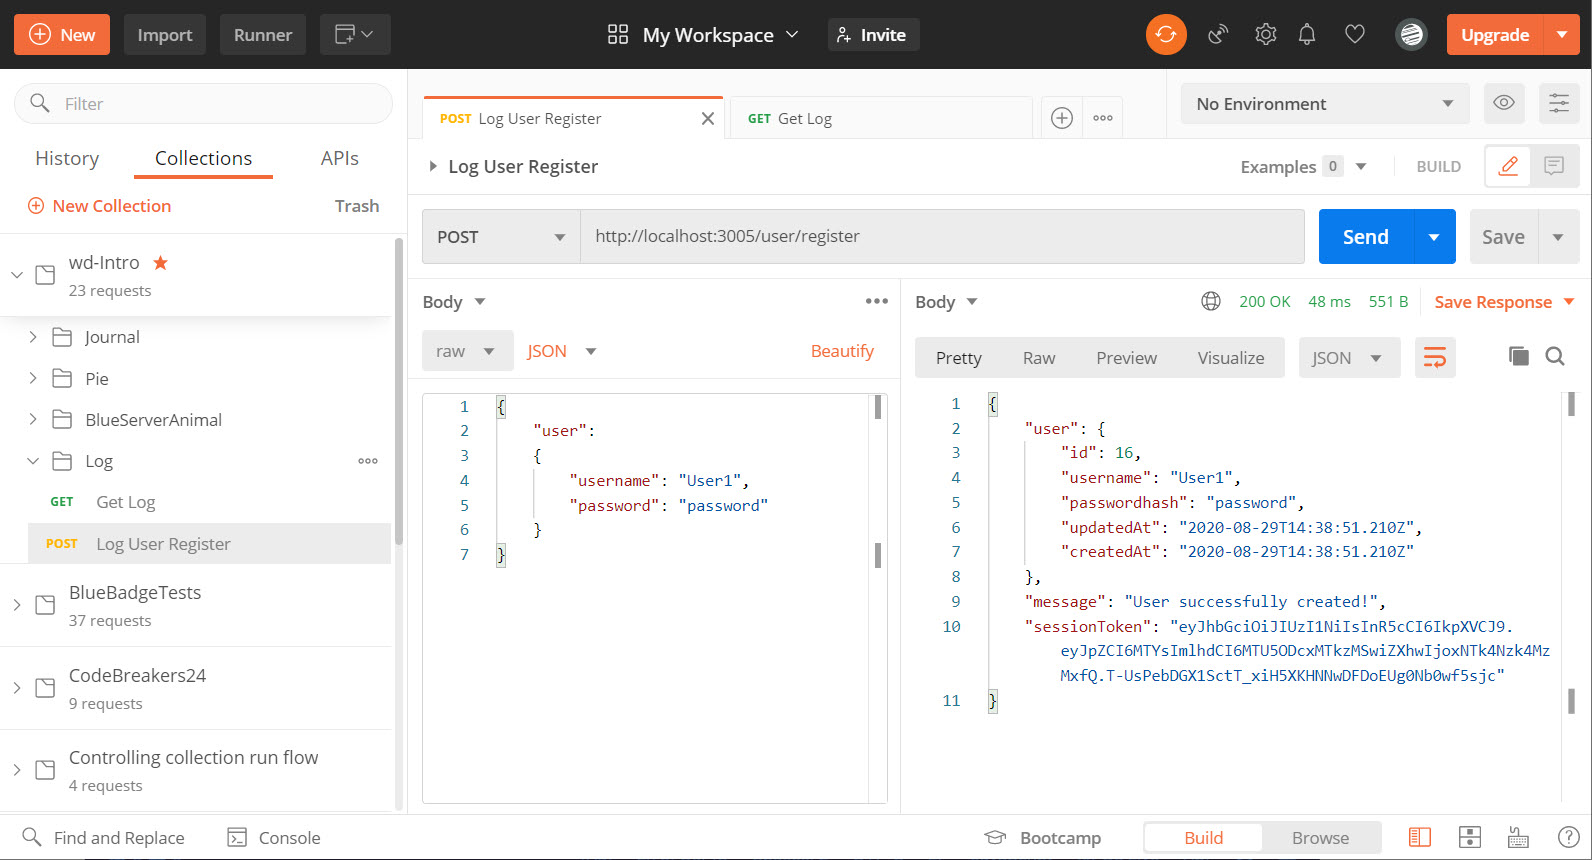 New
Import
Runner
My Workspace
Invite
Upgrade
Filter
History
Collections
APIs
New Collection
Trash
wd-Intro
23 requests
Journal
Pie
BlueServerAnimal
Log
GET Get Log
POST Log User Register
BlueBadgeTests
37 requests
CodeBreakers24
9 requests
Controlling collection run flow
4 requests
POST Log User Register
GET Get Log
No Environment
Log User Register
Examples 0
BUILD
POST
http://localhost:3005/user/register
Send
Save
Body
raw
JSON
Beautify
1 {
2 "user":
3 {
4 "username": "User1",
5 "password": "password"
6 }
7 }
Body
200 OK 48 ms 551 B
Save Response
Pretty
Raw
Preview
Visualize
JSON
1 {
2 "user": {
3 "id": 16,
4 "username": "User1",
5 "passwordhash": "password",
6 "updatedAt": "2020-08-29T14:38:51.210Z",
7 "createdAt": "2020-08-29T14:38:51.210Z"
8 },
9 "message": "User successfully created!",
10 "sessionToken": "eyJhbGciOiJIUzI1NiIsInR5cCI6IkpXVCJ9.
eyJpZCI6MTYsImlhdCI6MTU5ODcxMTkzMSwiZXhwIjoxNTk4Nzk4Mz
MxfQ.T-UsPebDGX1SctT_xiH5XKHNNwDFDoEUg0Nb0wf5sjc"
11 }
Find and Replace
Console
Bootcamp
Build
Browse